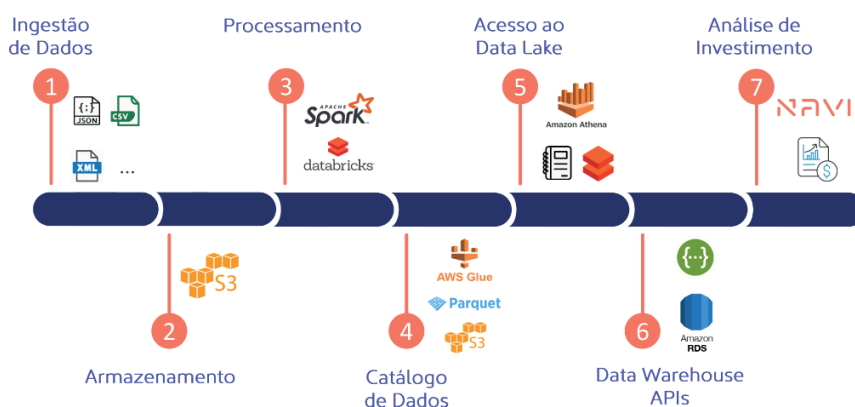 Ingestão
de Dados
1
{:}
JSON
CSV
XML
...
2
S3
Armazenamento
Processamento
3
APACHE
Spark
databricks
4
AWS Glue
Parquet
S3
Catálogo
de Dados
Acesso ao
Data Lake
5
Amazon Athena
6
{...}
Amazon
RDS
Data Warehouse
APIs
Análise de
Investimento
7
NAVI
$